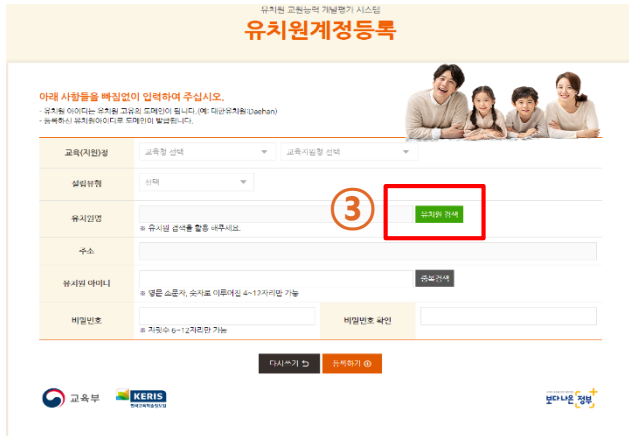 유치원 교원능력 개발평가 시스템
유치원계정등록
아래 사항들을 빠짐없이 입력하여 주십시오.
- 유치원 아이디는 유치원 고유의 도메인이 됩니다.(예: 대한유치원:Daehan)
- 등록하신 유치원아이디로 도메인이 발급됩니다.
교육(지원)청 교육청 선택 교육지원청 선택
설립유형 선택
유치원명 ③ 유치원 검색
※ 유치원 검색을 활용 해주세요.
주소
유치원 아이디 중복검색
※ 영문 소문자, 숫자로 이루어진 4~12자리만 가능
비밀번호 비밀번호 확인
※ 자릿수 6~12자리만 가능
다시쓰기 등록하기
교육부 KERIS 한국교육학술정보원 보다나은 정부